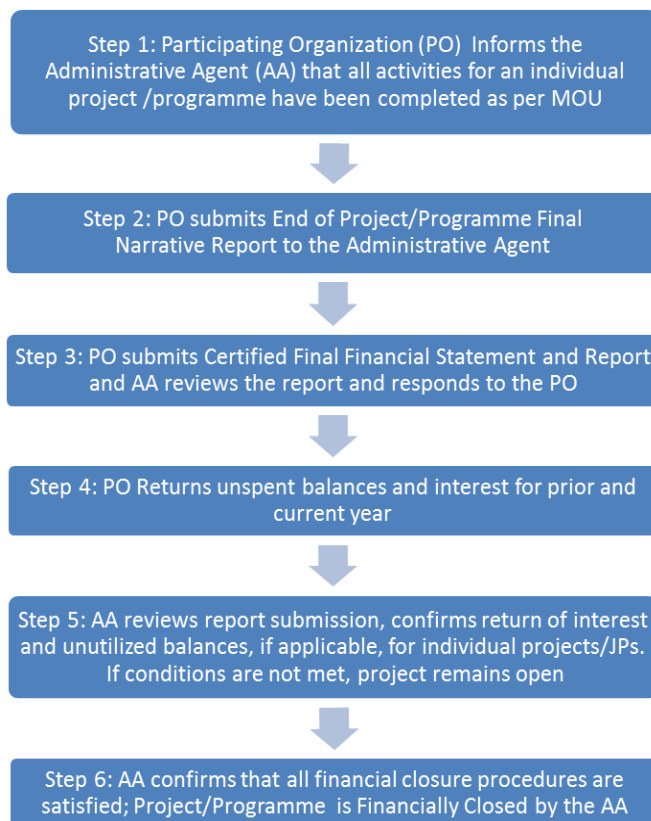 Step 1: Participating Organization (PO) Informs the
Administrative Agent (AA) that all activities for an individual
project /programme have been completed as per MOU
Step 2: PO submits End of Project/Programme Final
Narrative Report to the Administrative Agent
Step 3: PO submits Certified Final Financial Statement and Report
and AA reviews the report and responds to the PO
Step 4: PO Returns unspent balances and interest for prior and
current year
Step 5: AA reviews report submission, confirms return of interest
and unutilized balances, if applicable, for individual projects/JPs.
If conditions are not met, project remains open
Step 6: AA confirms that all financial closure procedures are
satisfied; Project/Programme is Financially Closed by the AA